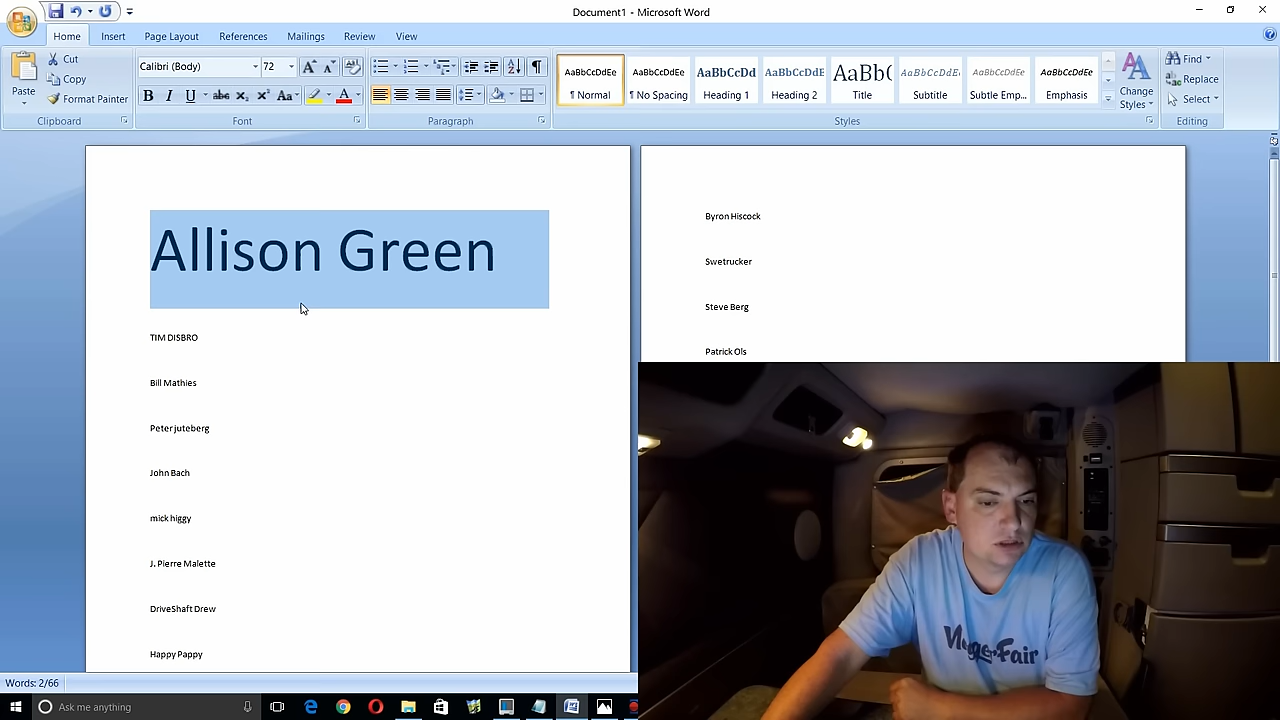 Document1 - Microsoft Word
Home Insert Page Layout References Mailings Review View
Paste
Cut
Copy
Format Painter
Clipboard
Calibri (Body) 72
Font
Paragraph
AaBbCcDdEe
¶ Normal
AaBbCcDdEe
¶ No Spacing
AaBbCcDd
Heading 1
AaBbCcDdE
Heading 2
AaBbC
Title
AaBbCcDdEe
Subtitle
AaBbCcDdEe
Subtle Emp...
AaBbCcDdEe
Emphasis
Change
Styles
Styles
Find
Replace
Select
Editing
Allison Green
TIM DISBRO
Bill Mathies
Peter juteberg
John Bach
mick higgy
J. Pierre Malette
DriveShaft Drew
Happy Pappy
Byron Hiscock
Swetrucker
Steve Berg
Patrick Ols
Words: 2/66
Ask me anything